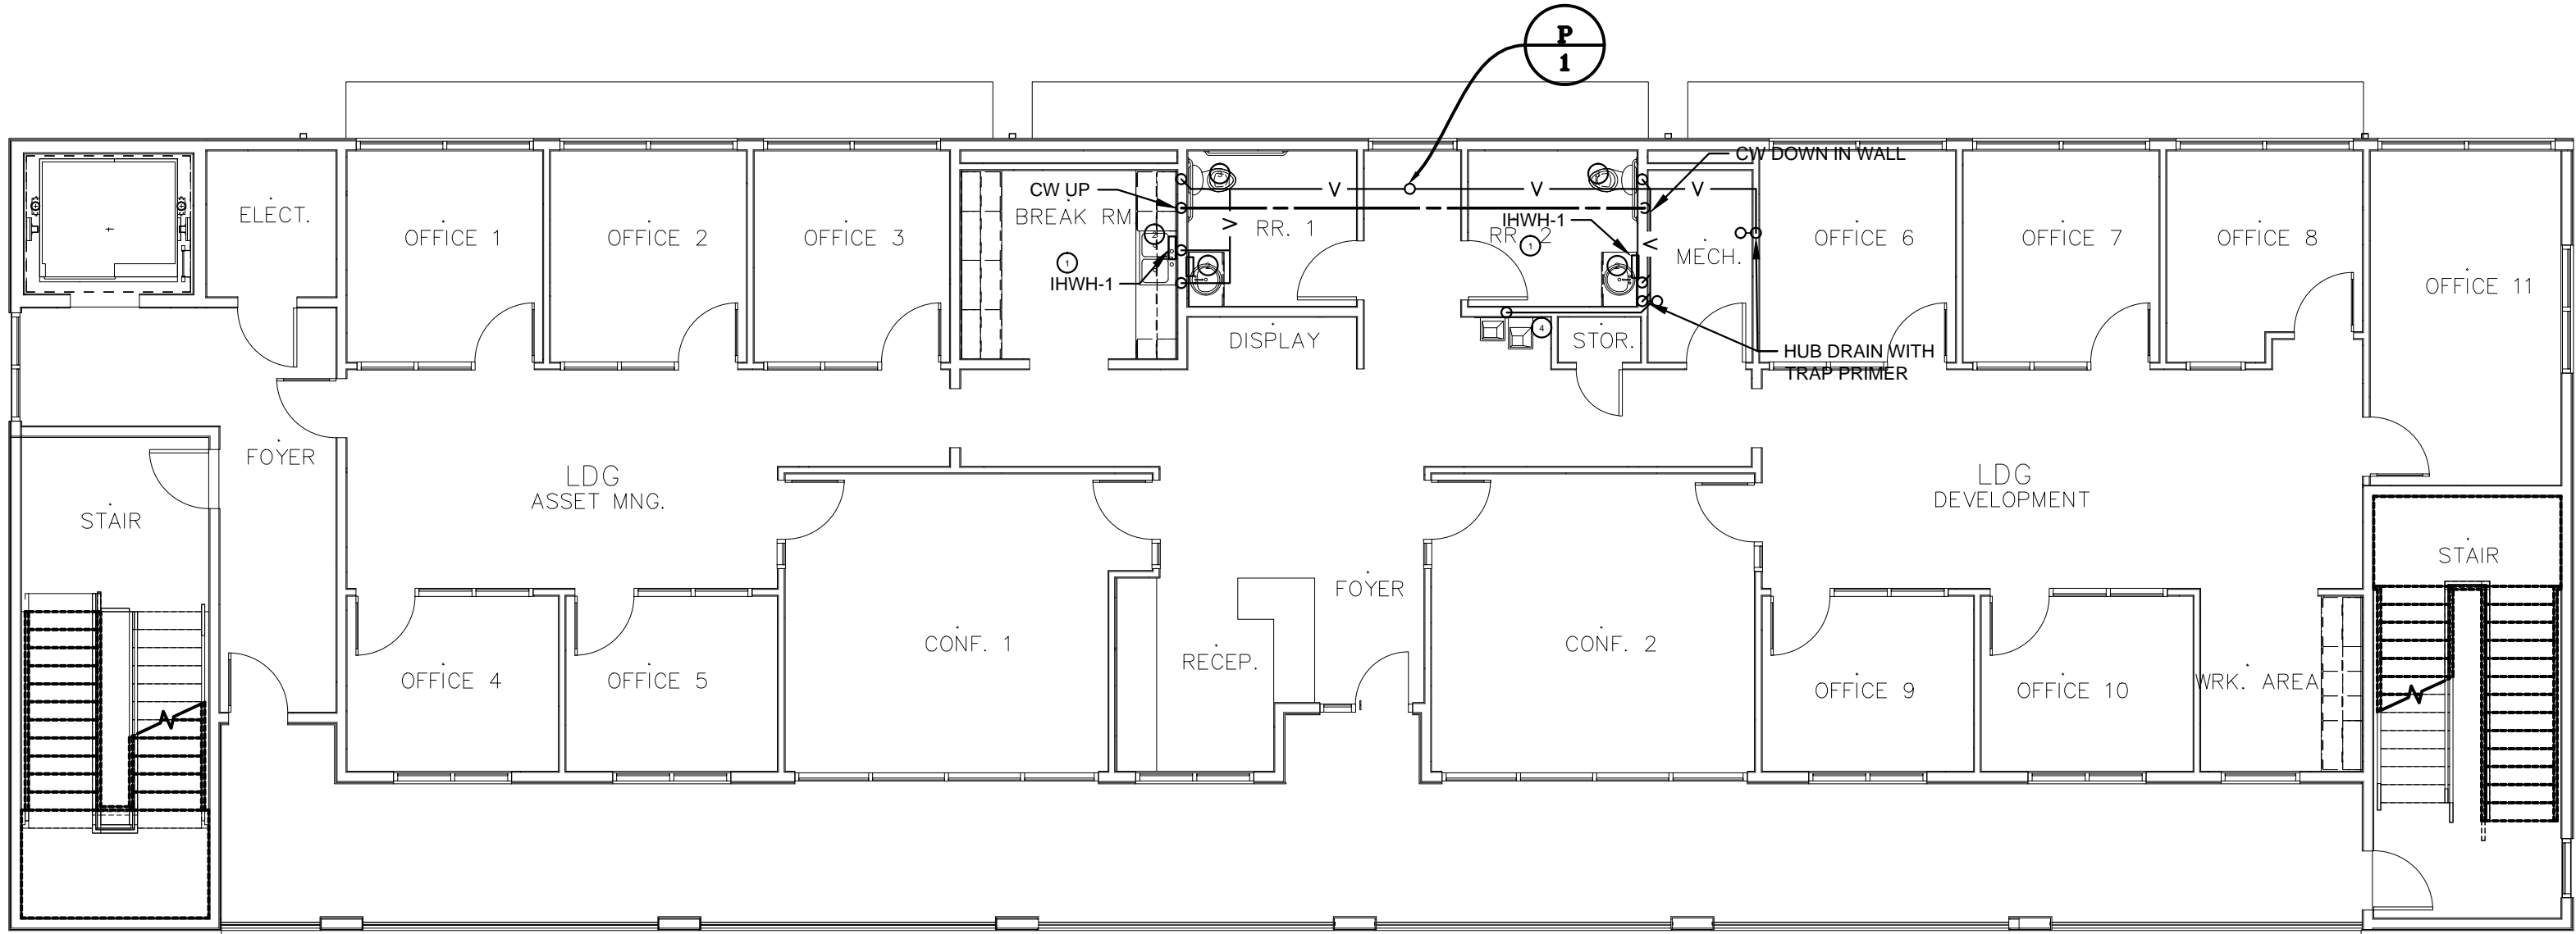 P
1
CW DOWN IN WALL
CW UP
V
V
V
ELECT.
OFFICE 1
OFFICE 2
OFFICE 3
BREAK RM
V
RR. 1
IHWH-1
RR. 2
1
V
MECH.
OFFICE 6
OFFICE 7
OFFICE 8
OFFICE 11
1
IHWH-1
DISPLAY
4
STOR.
HUB DRAIN WITH
TRAP PRIMER
FOYER
LDG
ASSET MNG.
LDG
DEVELOPMENT
STAIR
STAIR
FOYER
CONF. 1
CONF. 2
RECEP.
OFFICE 4
OFFICE 5
OFFICE 9
OFFICE 10
WRK. AREA